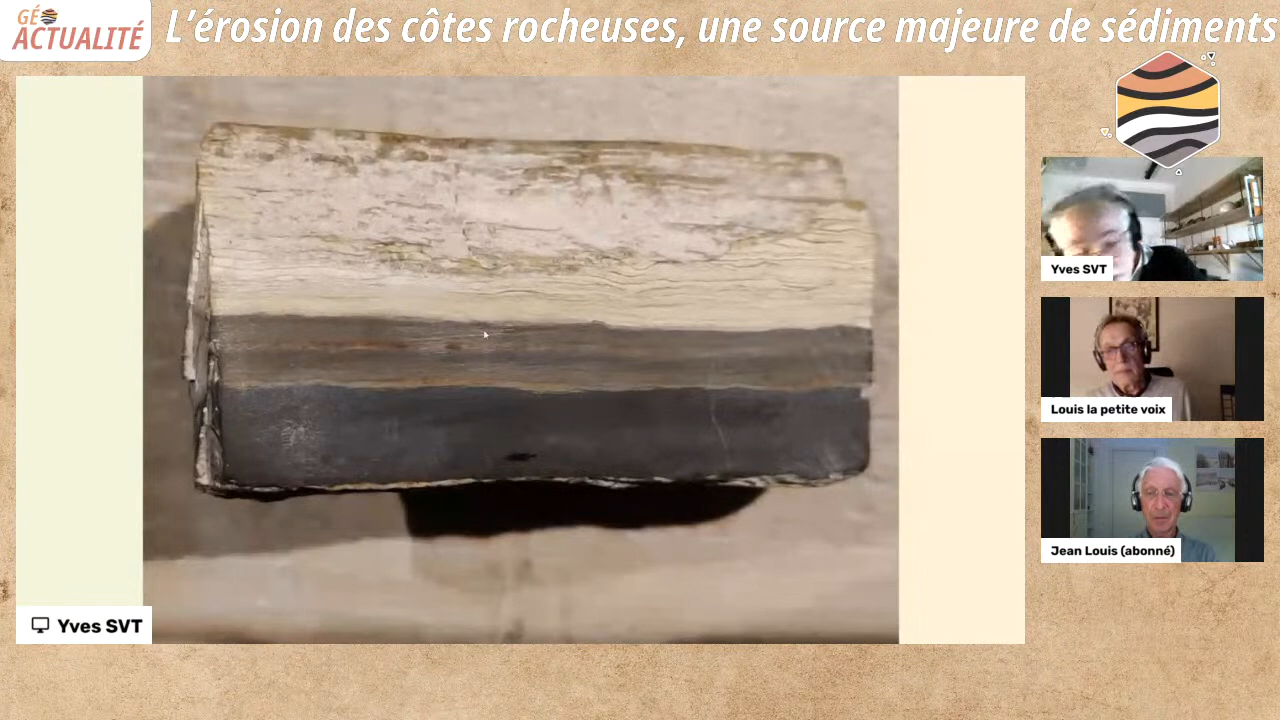 GÉ
ACTUALITÉ
L’érosion des côtes rocheuses, une source majeure de sédiments
Yves SVT
Louis la petite voix
Jean Louis (abonné)
Yves SVT